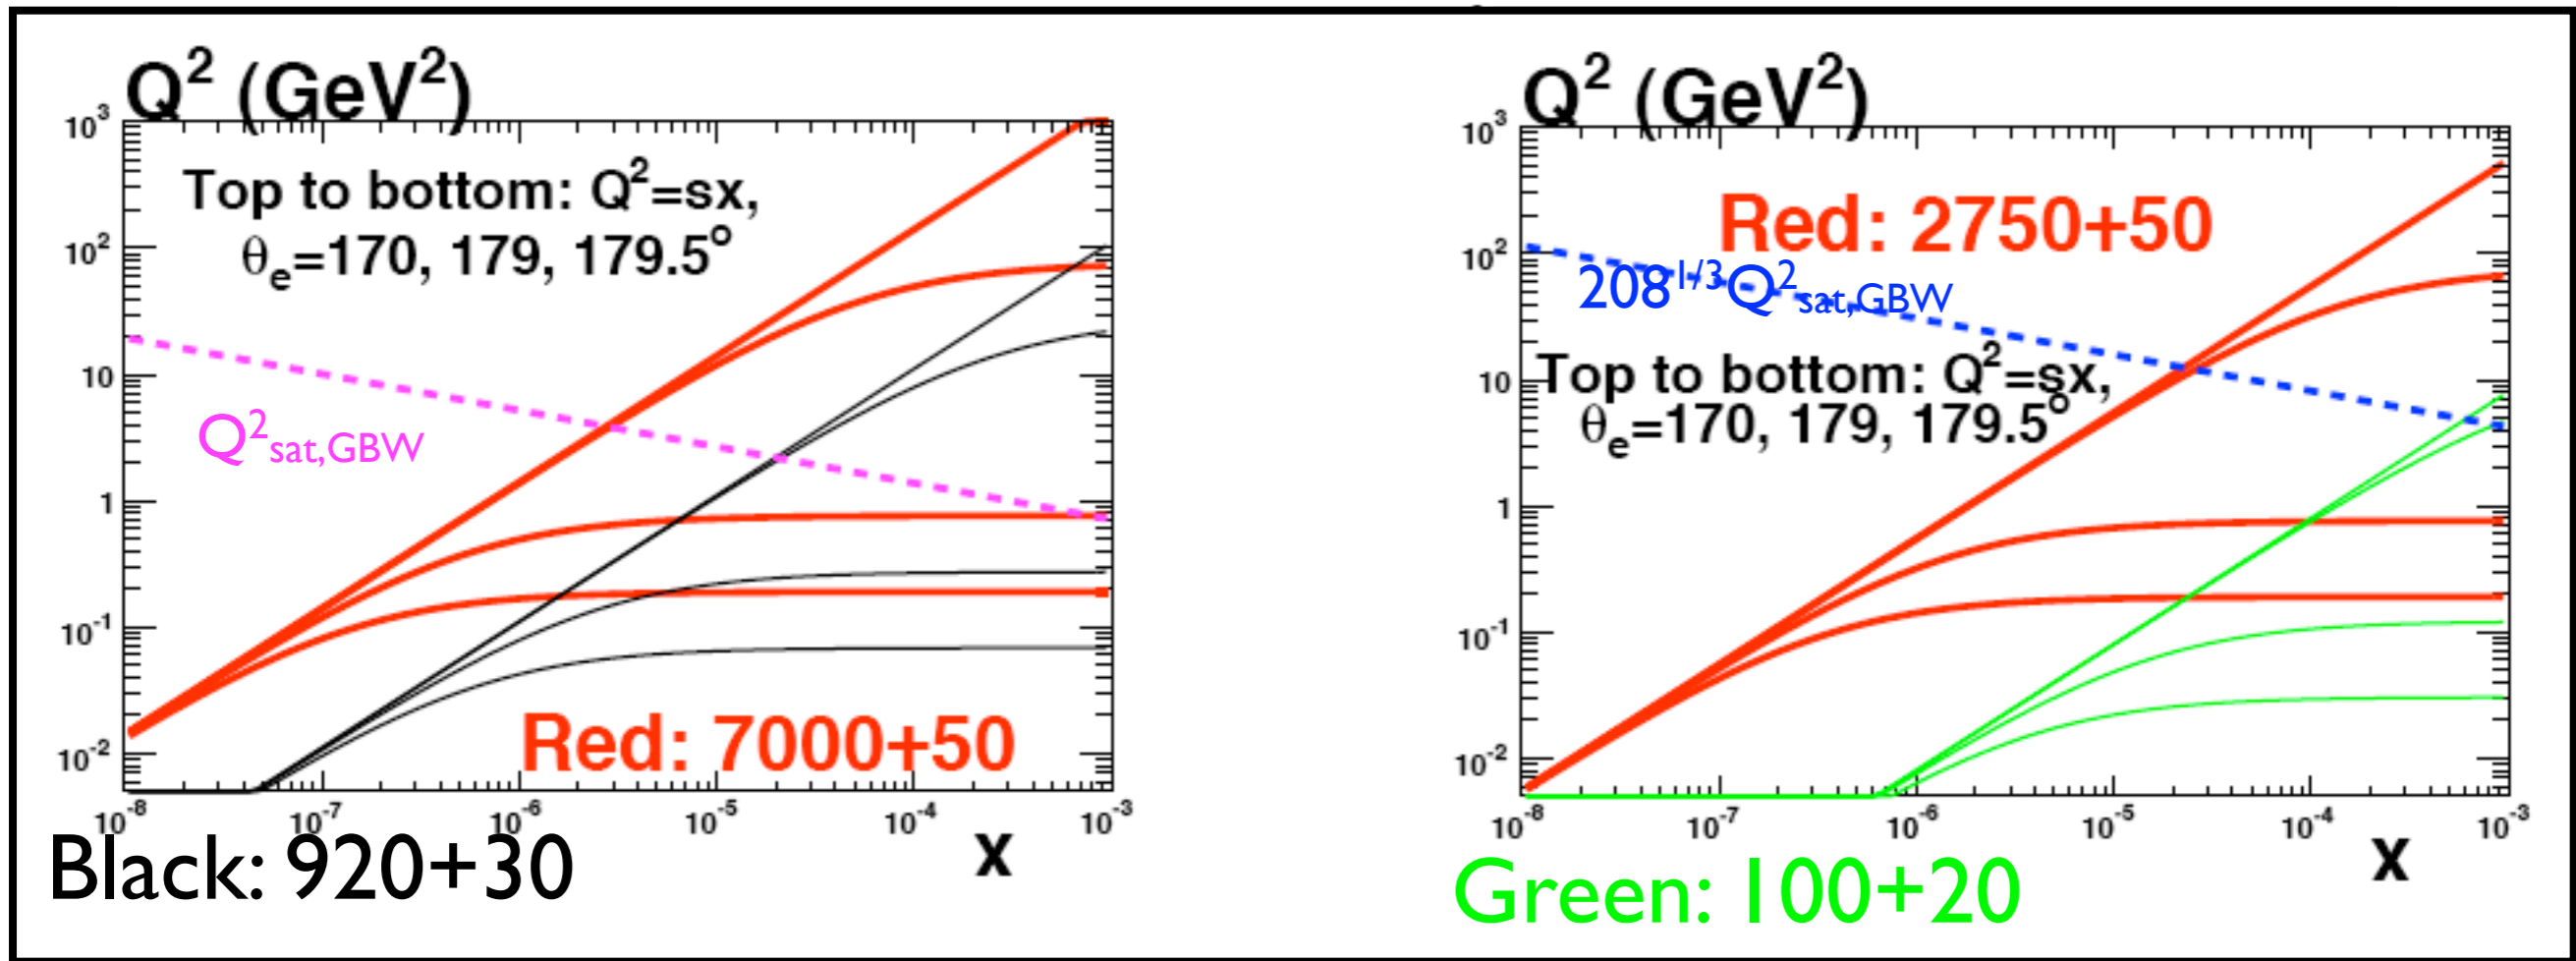 Q² (GeV²)
10³
Top to bottom: Q²=sx,
θₑ=170, 179, 179.5°
10²
10
Q²sat,GBW
1
10⁻¹
Red: 7000+50
10⁻²
10⁻⁸ 10⁻⁷ 10⁻⁶ 10⁻⁵ 10⁻⁴ 10⁻³
x
Black: 920+30
Q² (GeV²)
10³
Red: 2750+50
10²
208¹/³Q²sat,GBW
Top to bottom: Q²=sx,
10
θₑ=170, 179, 179.5°
1
10⁻¹
10⁻²
10⁻⁸ 10⁻⁷ 10⁻⁶ 10⁻⁵ 10⁻⁴ 10⁻³
x
Green: 100+20